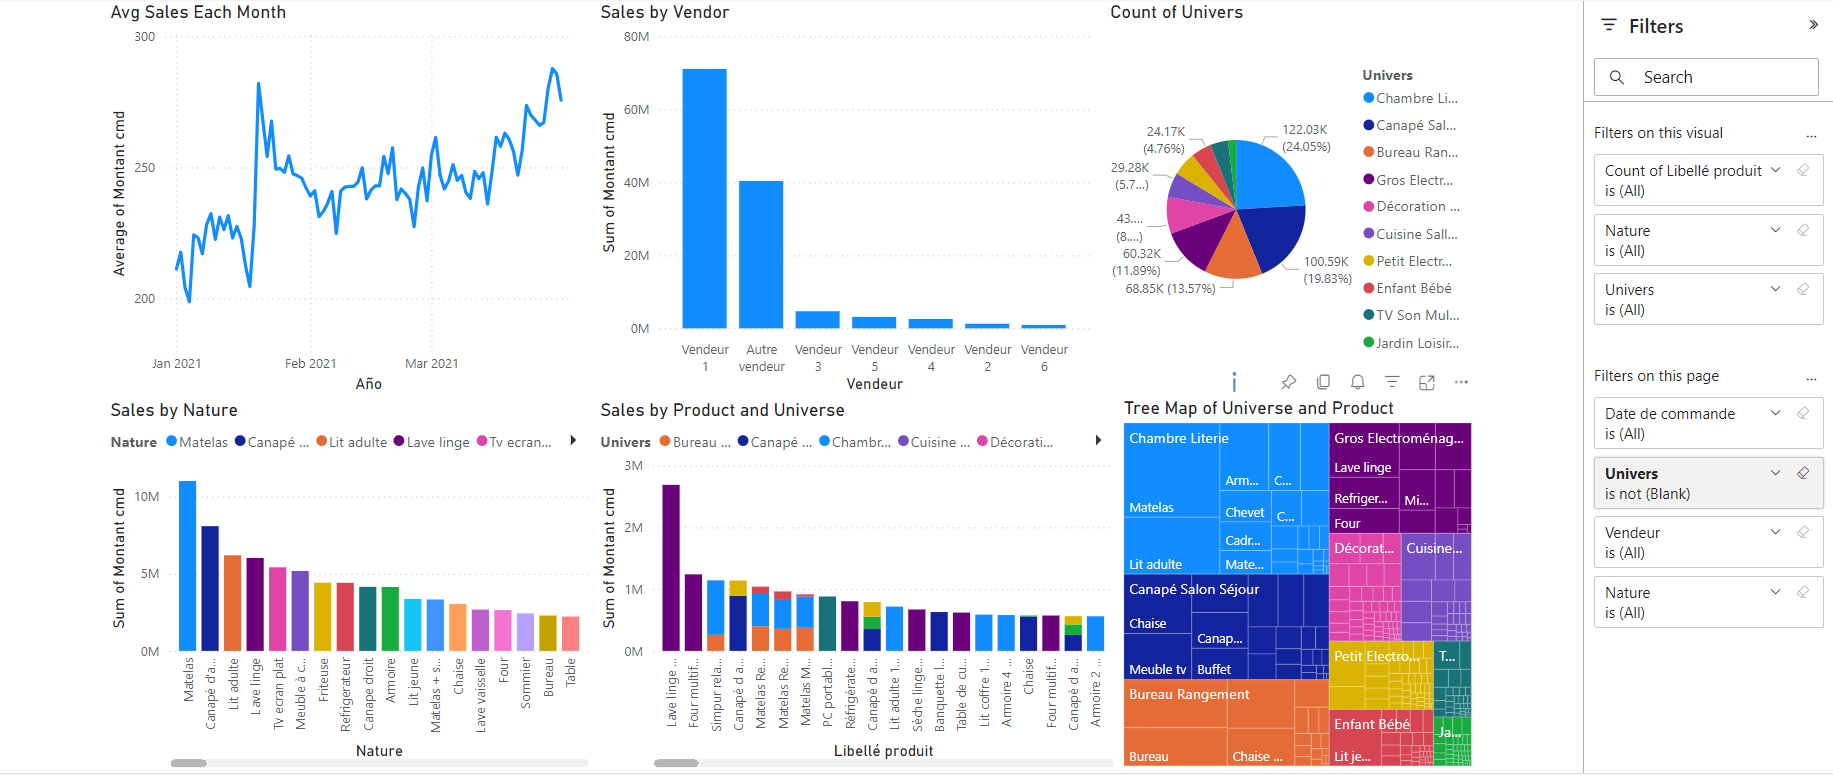 Avg Sales Each Month
300
250
200
Average of Montant cmd
Jan 2021
Feb 2021
Mar 2021
Año
Sales by Vendor
80M
60M
40M
20M
0M
Sum of Montant cmd
Vendeur 1
Autre vendeur
Vendeur 3
Vendeur 5
Vendeur 4
Vendeur 2
Vendeur 6
Vendeur
Count of Univers
122.03K
(24.05%)
100.59K
(19.83%)
68.85K (13.57%)
60.32K
(11.89%)
43....
(8....)
29.28K
(5.7...)
24.17K
(4.76%)
Univers
Chambre Li...
Canapé Sal...
Bureau Ran...
Gros Electr...
Décoration ...
Cuisine Sall...
Petit Electr...
Enfant Bébé
TV Son Mul...
Jardin Loisir...
Sales by Nature
Nature
Matelas
Canapé ...
Lit adulte
Lave linge
Tv ecran...
10M
5M
0M
Sum of Montant cmd
Matelas
Canapé d'a...
Lit adulte
Lave linge
Tv ecran plat
Meuble à c...
Friteuse
Refrigerateur
Canape droit
Armoire
Lit jeune
Matelas + s...
Chaise
Lave vaisselle
Four
Sommier
Bureau
Table
Nature
Sales by Product and Universe
Univers
Bureau ...
Canapé ...
Chambr...
Cuisine ...
Décorati...
3M
2M
1M
0M
Sum of Montant cmd
Lave linge ...
Four multif...
Simpur rela...
Canapé d a...
Matelas Re...
Matelas Re...
Matelas M...
PC portabl...
Réfrigérate...
Canapé d a...
Lit adulte 1...
Sèche linge...
Banquette l...
Table de cu...
Lit coffre 1...
Armoire 4 ...
Chaise
Four multif...
Canapé d a...
Armoire 2 ...
Libellé produit
Tree Map of Universe and Product
Chambre Literie
Matelas
Lit adulte
Arm...
C...
Chevet
C...
Cadr...
Mate...
Canapé Salon Séjour
Chaise
Meuble tv
Canap...
Buffet
Bureau Rangement
Bureau
Chaise ...
Gros Electroménag...
Lave linge
Refriger...
Mi...
Four
Décorat...
Cuisine...
Petit Electro...
T...
Enfant Bébé
Lit je...
Ja...
Filters
Search
Filters on this visual
...
Count of Libellé produit
is (All)
Nature
is (All)
Univers
is (All)
Filters on this page
...
Date de commande
is (All)
Univers
is not (Blank)
Vendeur
is (All)
Nature
is (All)